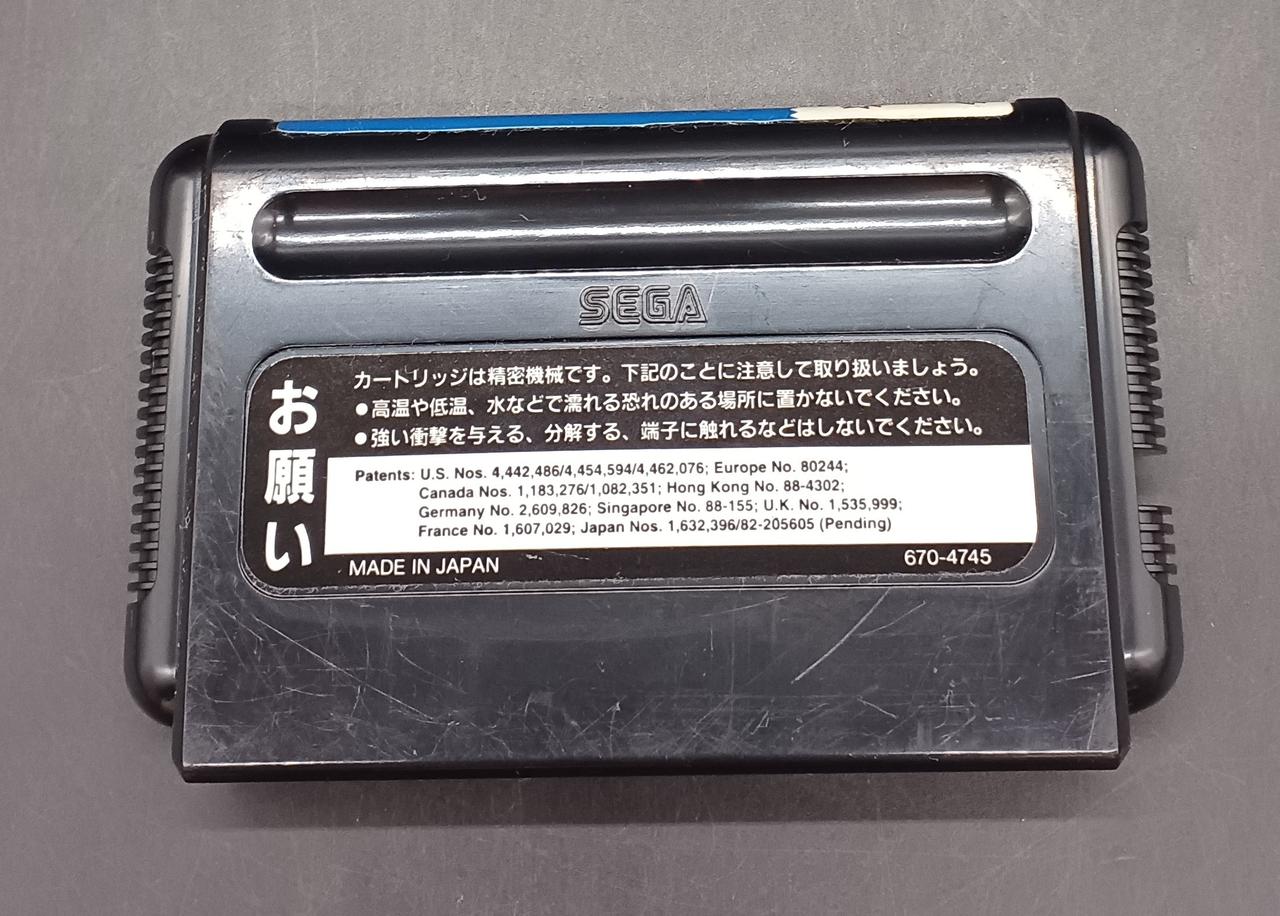 SEGA
お願い
カートリッジは精密機械です。下記のことに注意して取り扱いましょう。
●高温や低温、水などで濡れる恐れのある場所に置かないでください。
●強い衝撃を与える、分解する、端子に触れるなどはしないでください。
Patents: U.S. Nos. 4,442,486/4,454,594/4,462,076; Europe No. 80244;
Canada Nos. 1,183,276/1,082,351; Hong Kong No. 88-4302;
Germany No. 2,609,826; Singapore No. 88-155; U.K. No. 1,535,999;
France No. 1,607,029; Japan Nos. 1,632,396/82-205605 (Pending)
MADE IN JAPAN
670-4745